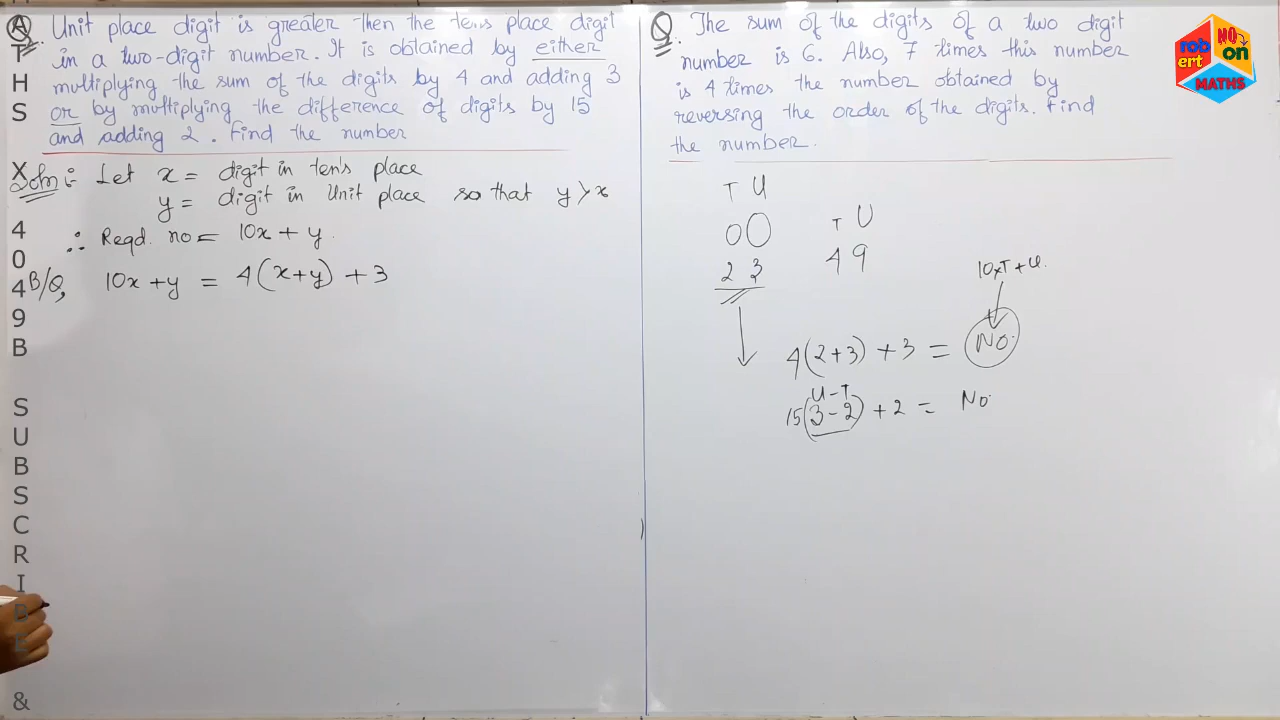 Q. Unit place digit is greater then the tens place digit
in a two-digit number. It is obtained by either
multiplying the sum of the digits by 4 and adding 3
or by multiplying the difference of digits by 15
and adding 2. Find the number
Soln:- Let x = digit in ten's place
y = digit in Unit place so that y > x
∴ Reqd. no = 10x + y.
B/Q, 10x + y = 4(x+y) + 3
Q. The sum of the digits of a two digit
number is 6. Also, 7 times this number
is 4 times the number obtained by
reversing the order of the digits. Find
the number.
T U
T U
2 3
4 9
10xT + U.
4(2+3) + 3 = No.
U-T
15(3-2) + 2 = No.
rob
ert
NO
on
MATHS
A
T
H
S
X
4
0
4
9
B
S
U
B
S
C
R
I
B
E
&